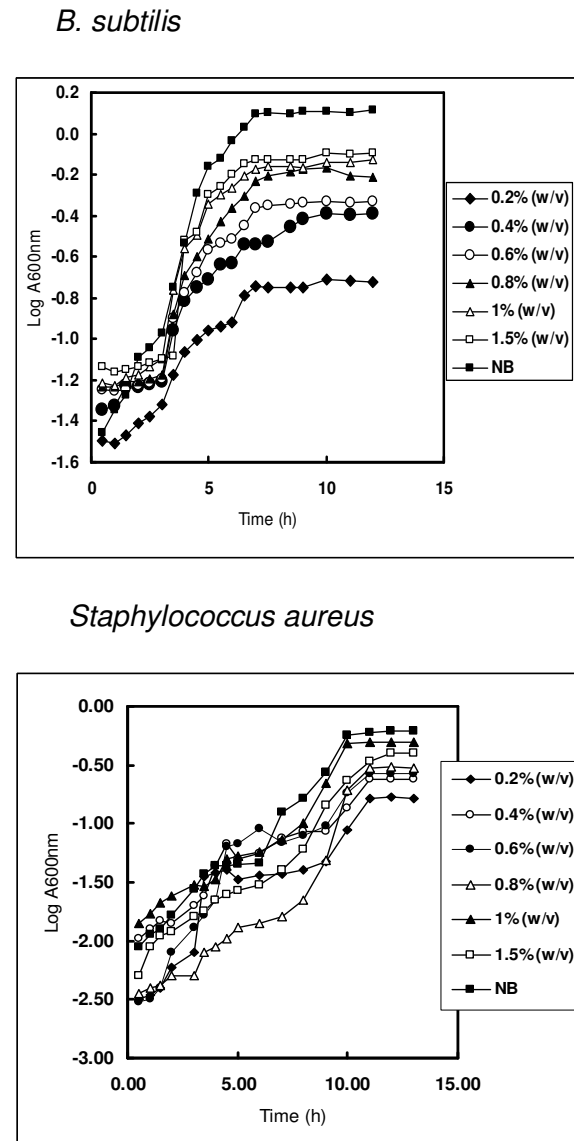 B. subtilis
0.2
0.0
-0.2
-0.4
-0.6
-0.8
-1.0
-1.2
-1.4
-1.6
Log A600nm
0 5 10 15
Time (h)
0.2% (w/v)
0.4% (w/v)
0.6% (w/v)
0.8% (w/v)
1% (w/v)
1.5% (w/v)
NB
Staphylococcus aureus
0.00
-0.50
-1.00
-1.50
-2.00
-2.50
-3.00
Log A600nm
0.00 5.00 10.00 15.00
Time (h)
0.2% (w/v)
0.4% (w/v)
0.6% (w/v)
0.8% (w/v)
1% (w/v)
1.5% (w/v)
NB